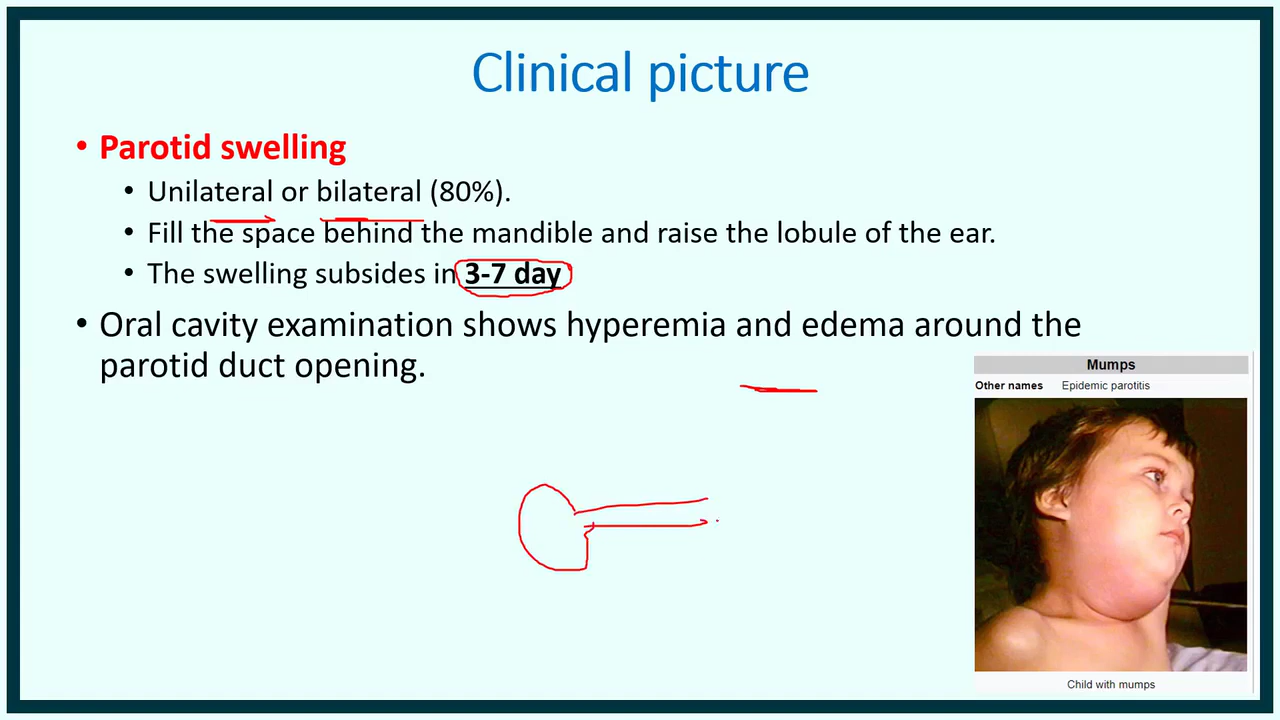 Clinical picture
• Parotid swelling
• Unilateral or bilateral (80%).
• Fill the space behind the mandible and raise the lobule of the ear.
• The swelling subsides in 3-7 day
• Oral cavity examination shows hyperemia and edema around the
parotid duct opening.
Mumps
Other names Epidemic parotitis
Child with mumps